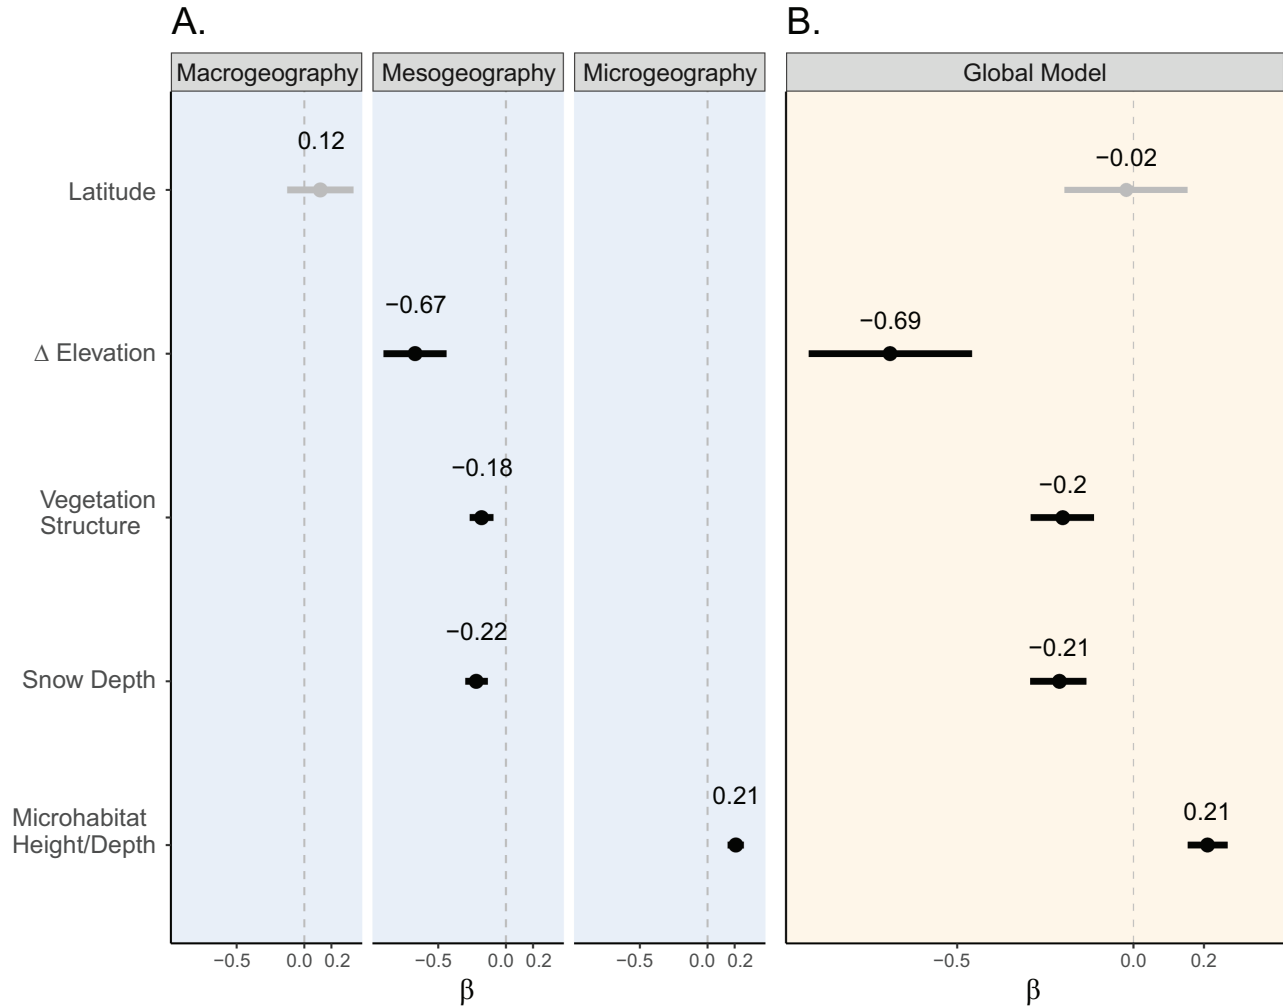 A.
B.
Macrogeography
Mesogeography
Microgeography
Global Model
Latitude
0.12
−0.02
Δ Elevation
−0.67
−0.69
Vegetation
Structure
−0.18
−0.2
Snow Depth
−0.22
−0.21
Microhabitat
Height/Depth
0.21
0.21
−0.5 0.0 0.2
−0.5 0.0 0.2
−0.5 0.0 0.2
−0.5 0.0 0.2
β
β